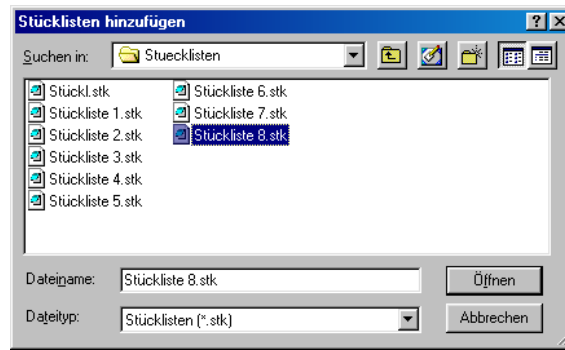 Stücklisten hinzufügen
Suchen in: Stuecklisten
Stückl.stk Stückliste 6.stk
Stückliste 1.stk Stückliste 7.stk
Stückliste 2.stk Stückliste 8.stk
Stückliste 3.stk
Stückliste 4.stk
Stückliste 5.stk
Dateiname: Stückliste 8.stk Öffnen
Dateityp: Stücklisten (*.stk) Abbrechen